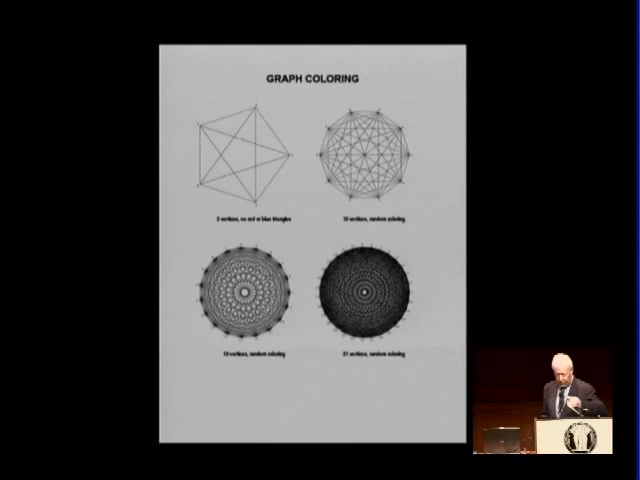 GRAPH COLORING
5 vertices, no red or blue triangles
10 vertices, random coloring
vertices, random coloring
vertices, random coloring